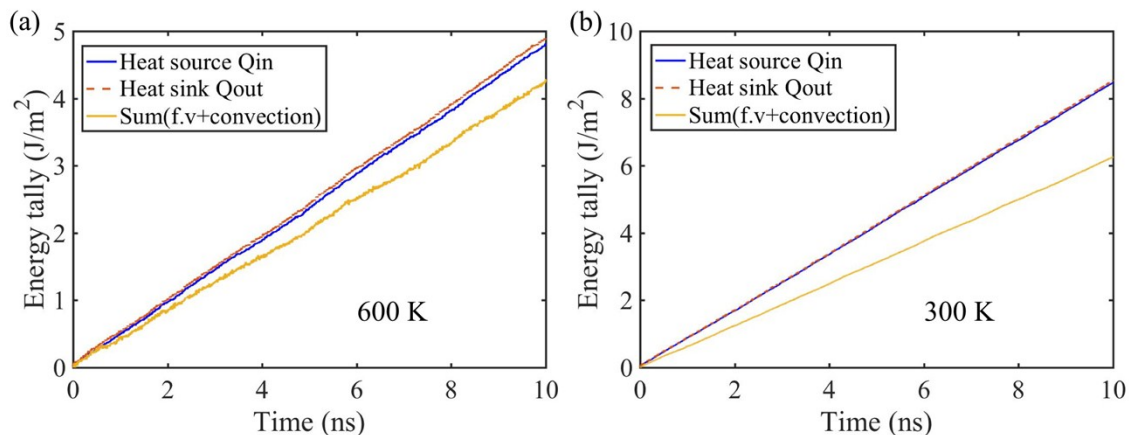 (a)
5
4
3
2
1
0
Energy tally (J/m²)
Heat source Qin
Heat sink Qout
Sum(f.v+convection)
600 K
0 2 4 6 8 10
Time (ns)
(b)
10
8
6
4
2
0
Energy tally (J/m²)
Heat source Qin
Heat sink Qout
Sum(f.v+convection)
300 K
0 2 4 6 8 10
Time (ns)